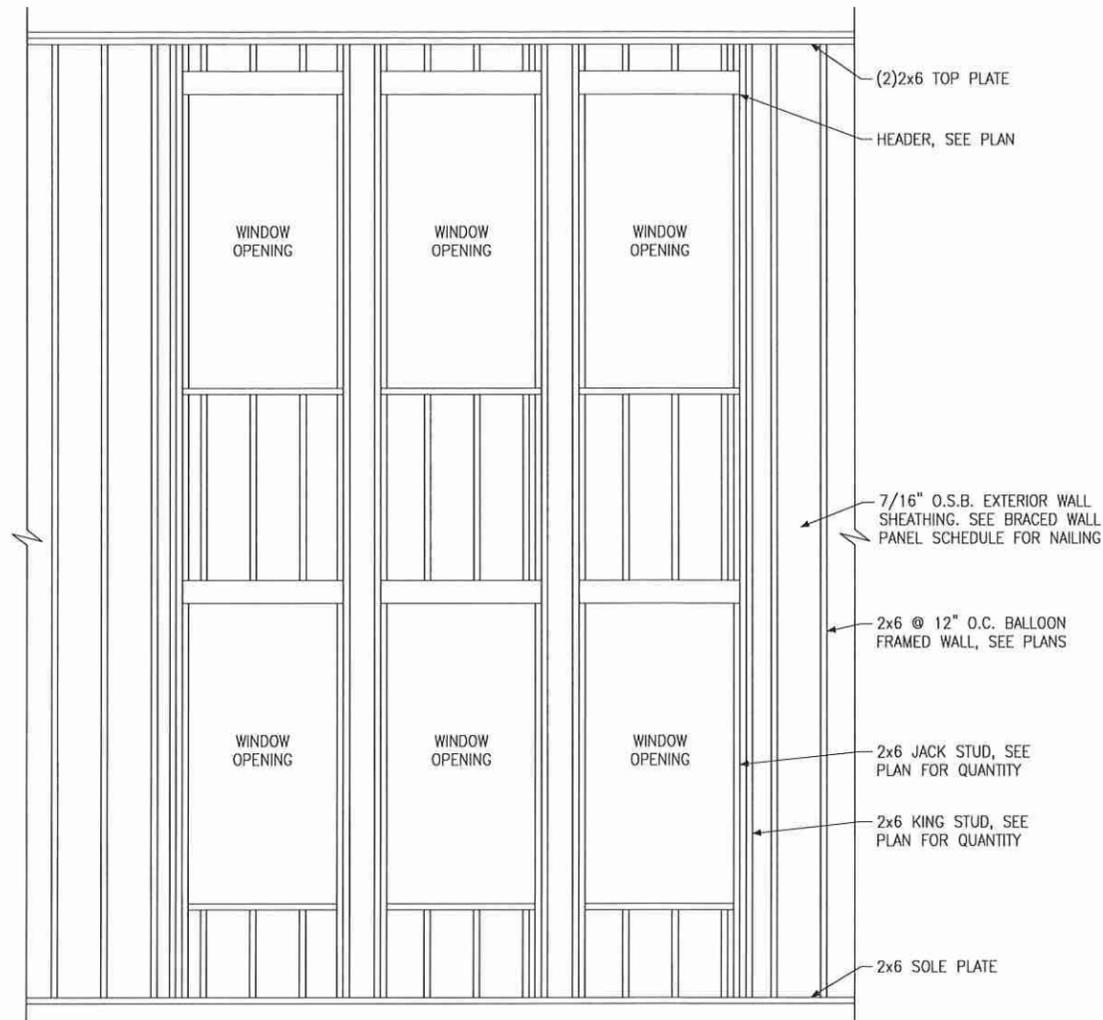 (2)2x6 TOP PLATE
HEADER, SEE PLAN
WINDOW
OPENING
WINDOW
OPENING
WINDOW
OPENING
7/16" O.S.B. EXTERIOR WALL
SHEATHING. SEE BRACED WALL
PANEL SCHEDULE FOR NAILING
2x6 @ 12" O.C. BALLOON
FRAMED WALL, SEE PLANS
WINDOW
OPENING
WINDOW
OPENING
WINDOW
OPENING
2x6 JACK STUD, SEE
PLAN FOR QUANTITY
2x6 KING STUD, SEE
PLAN FOR QUANTITY
2x6 SOLE PLATE